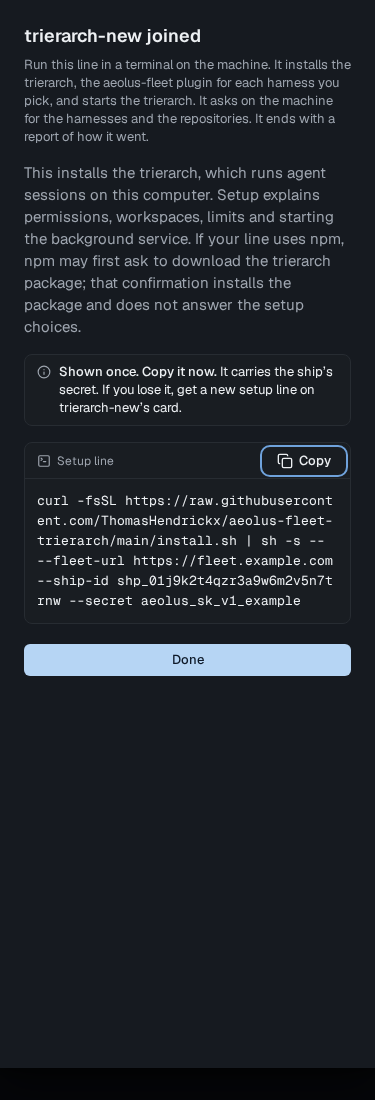 trierarch-new joined
Run this line in a terminal on the machine. It installs the
trierarch, the aeolus-fleet plugin for each harness you
pick, and starts the trierarch. It asks on the machine
for the harnesses and the repositories. It ends with a
report of how it went.
This installs the trierarch, which runs agent
sessions on this computer. Setup explains
permissions, workspaces, limits and starting
the background service. If your line uses npm,
npm may first ask to download the trierarch
package; that confirmation installs the
package and does not answer the setup
choices.
Shown once. Copy it now. It carries the ship's
secret. If you lose it, get a new setup line on
trierarch-new's card.
Setup line
Copy
curl -fsSL https://raw.githubusercont
ent.com/ThomasHendrickx/aeolus-fleet-
trierarch/main/install.sh | sh -s --
--fleet-url https://fleet.example.com
--ship-id shp_01j9k2t4qzr3a9w6m2v5n7t
rnw --secret aeolus_sk_v1_example
Done